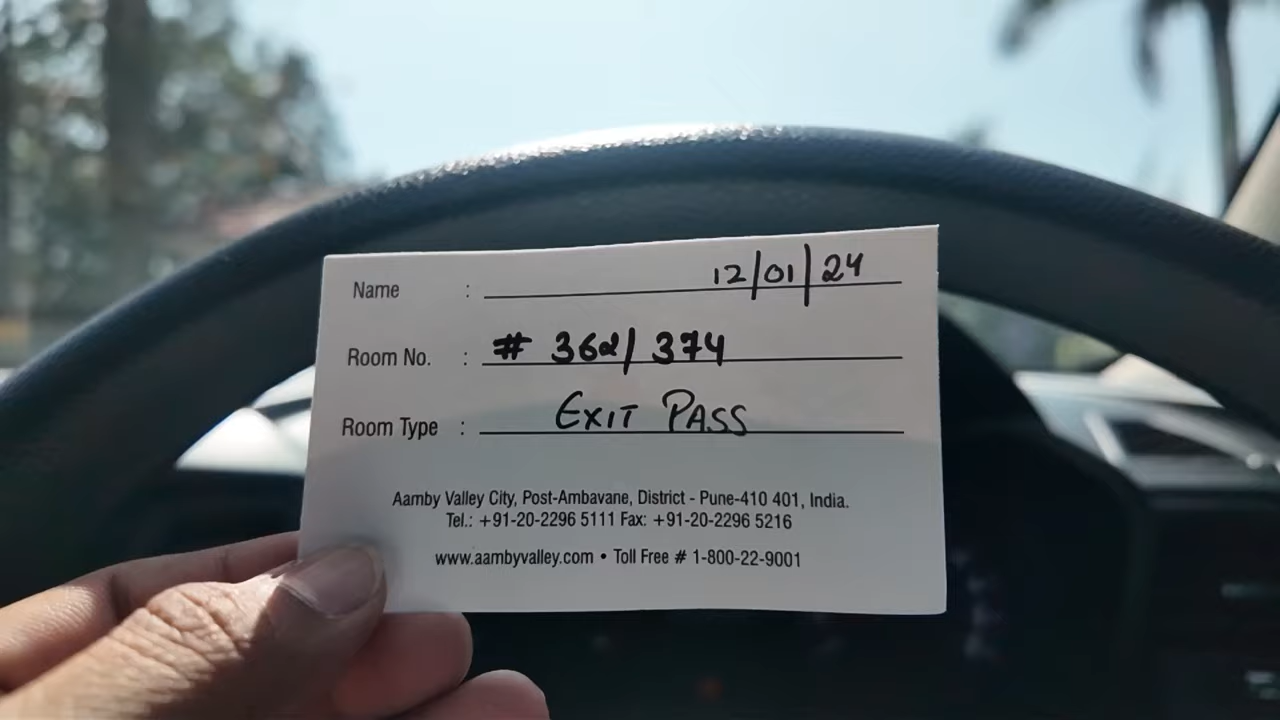 Name : 12/01/24
Room No. : # 362/374
Room Type : EXIT PASS
Aamby Valley City, Post-Ambavane, District - Pune-410 401, India.
Tel.: +91-20-2296 5111 Fax: +91-20-2296 5216
www.aambyvalley.com • Toll Free # 1-800-22-9001